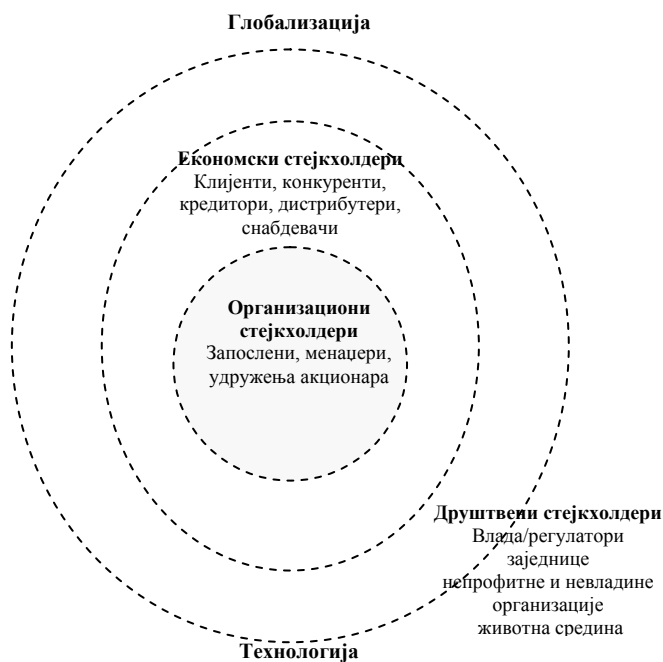 Глобализација
Економски стејкхолдери
Клијенти, конкуренти,
кредитори, дистрибутери,
снабдевачи
Организациони
стејкхолдери
Запослени, менаџери,
удружења акционара
Друштвени стејкхолдери
Влада/регулатори
заједнице
непрофитне и невладине
организације
животна средина
Технологија